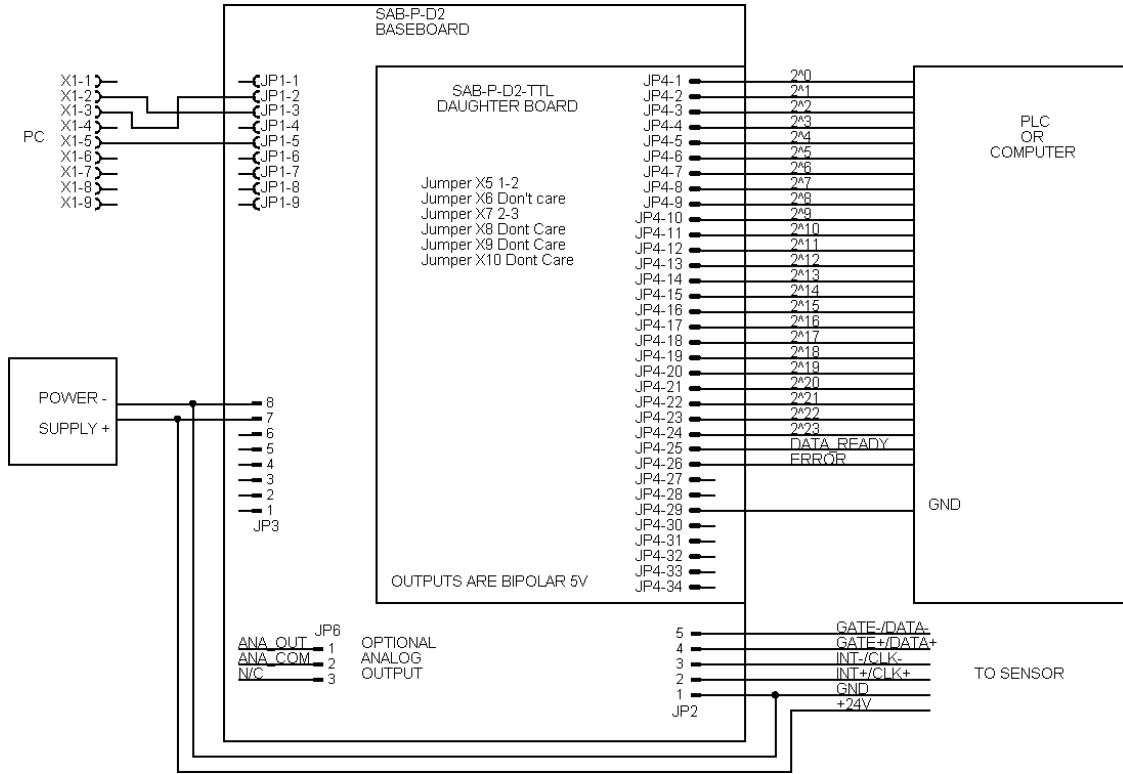 SAB-P-D2
BASEBOARD
SAB-P-D2-TTL
DAUGHTER BOARD
PC
X1-1
X1-2
X1-3
X1-4
X1-5
X1-6
X1-7
X1-8
X1-9
JP1-1
JP1-2
JP1-3
JP1-4
JP1-5
JP1-6
JP1-7
JP1-8
JP1-9
Jumper X5 1-2
Jumper X6 Don't care
Jumper X7 2-3
Jumper X8 Dont Care
Jumper X9 Dont Care
Jumper X10 Dont Care
JP4-1
JP4-2
JP4-3
JP4-4
JP4-5
JP4-6
JP4-7
JP4-8
JP4-9
JP4-10
JP4-11
JP4-12
JP4-13
JP4-14
JP4-15
JP4-16
JP4-17
JP4-18
JP4-19
JP4-20
JP4-21
JP4-22
JP4-23
JP4-24
JP4-25
JP4-26
JP4-27
JP4-28
JP4-29
JP4-30
JP4-31
JP4-32
JP4-33
JP4-34
2^0
2^1
2^2
2^3
2^4
2^5
2^6
2^7
2^8
2^9
2^10
2^11
2^12
2^13
2^14
2^15
2^16
2^17
2^18
2^19
2^20
2^21
2^22
2^23
DATA_READY
ERROR
PLC
OR
COMPUTER
GND
POWER -
SUPPLY +
8
7
6
5
4
3
2
1
JP3
OUTPUTS ARE BIPOLAR 5V
JP6
ANA_OUT 1
ANA_COM 2
N/C 3
OPTIONAL
ANALOG
OUTPUT
5 GATE-/DATA-
4 GATE+/DATA+
3 INT-/CLK-
2 INT+/CLK+
1 GND
JP2 +24V
TO SENSOR